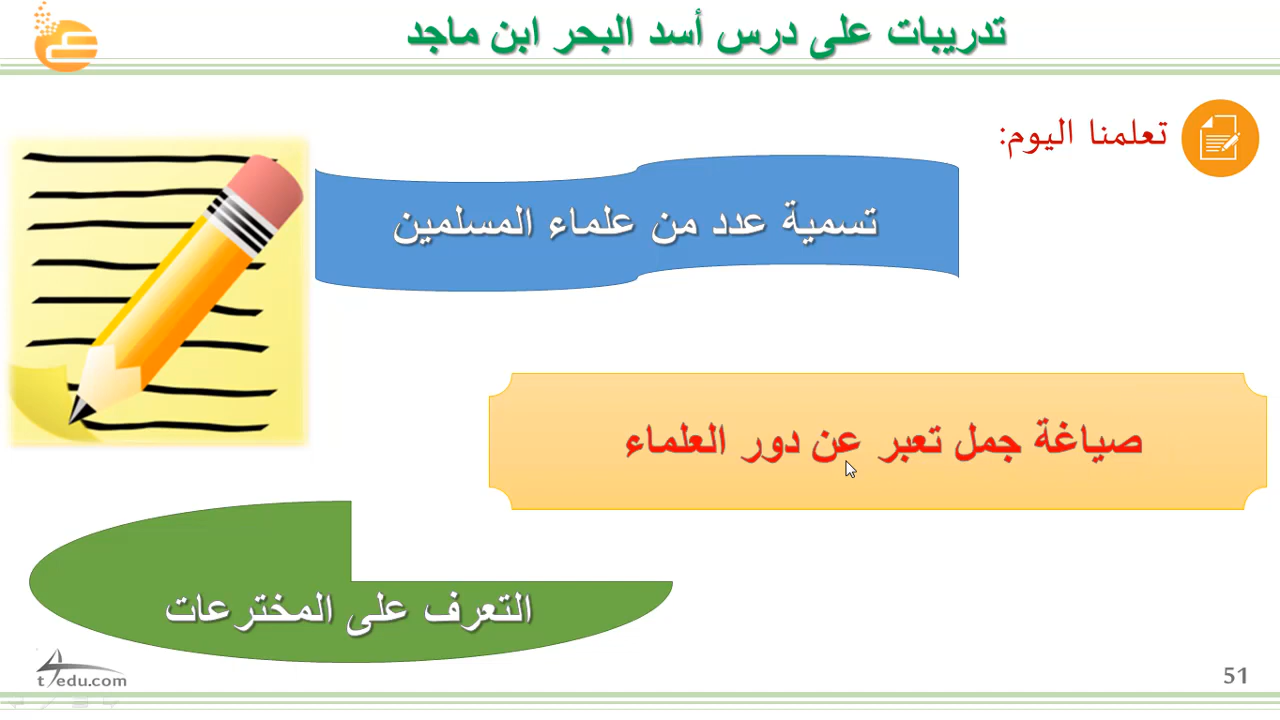 تدريبات على درس أسد البحر ابن ماجد
تعلمنا اليوم:
تسمية عدد من علماء المسلمين
صياغة جمل تعبر عن دور العلماء
التعرف على المخترعات
t4edu.com
51